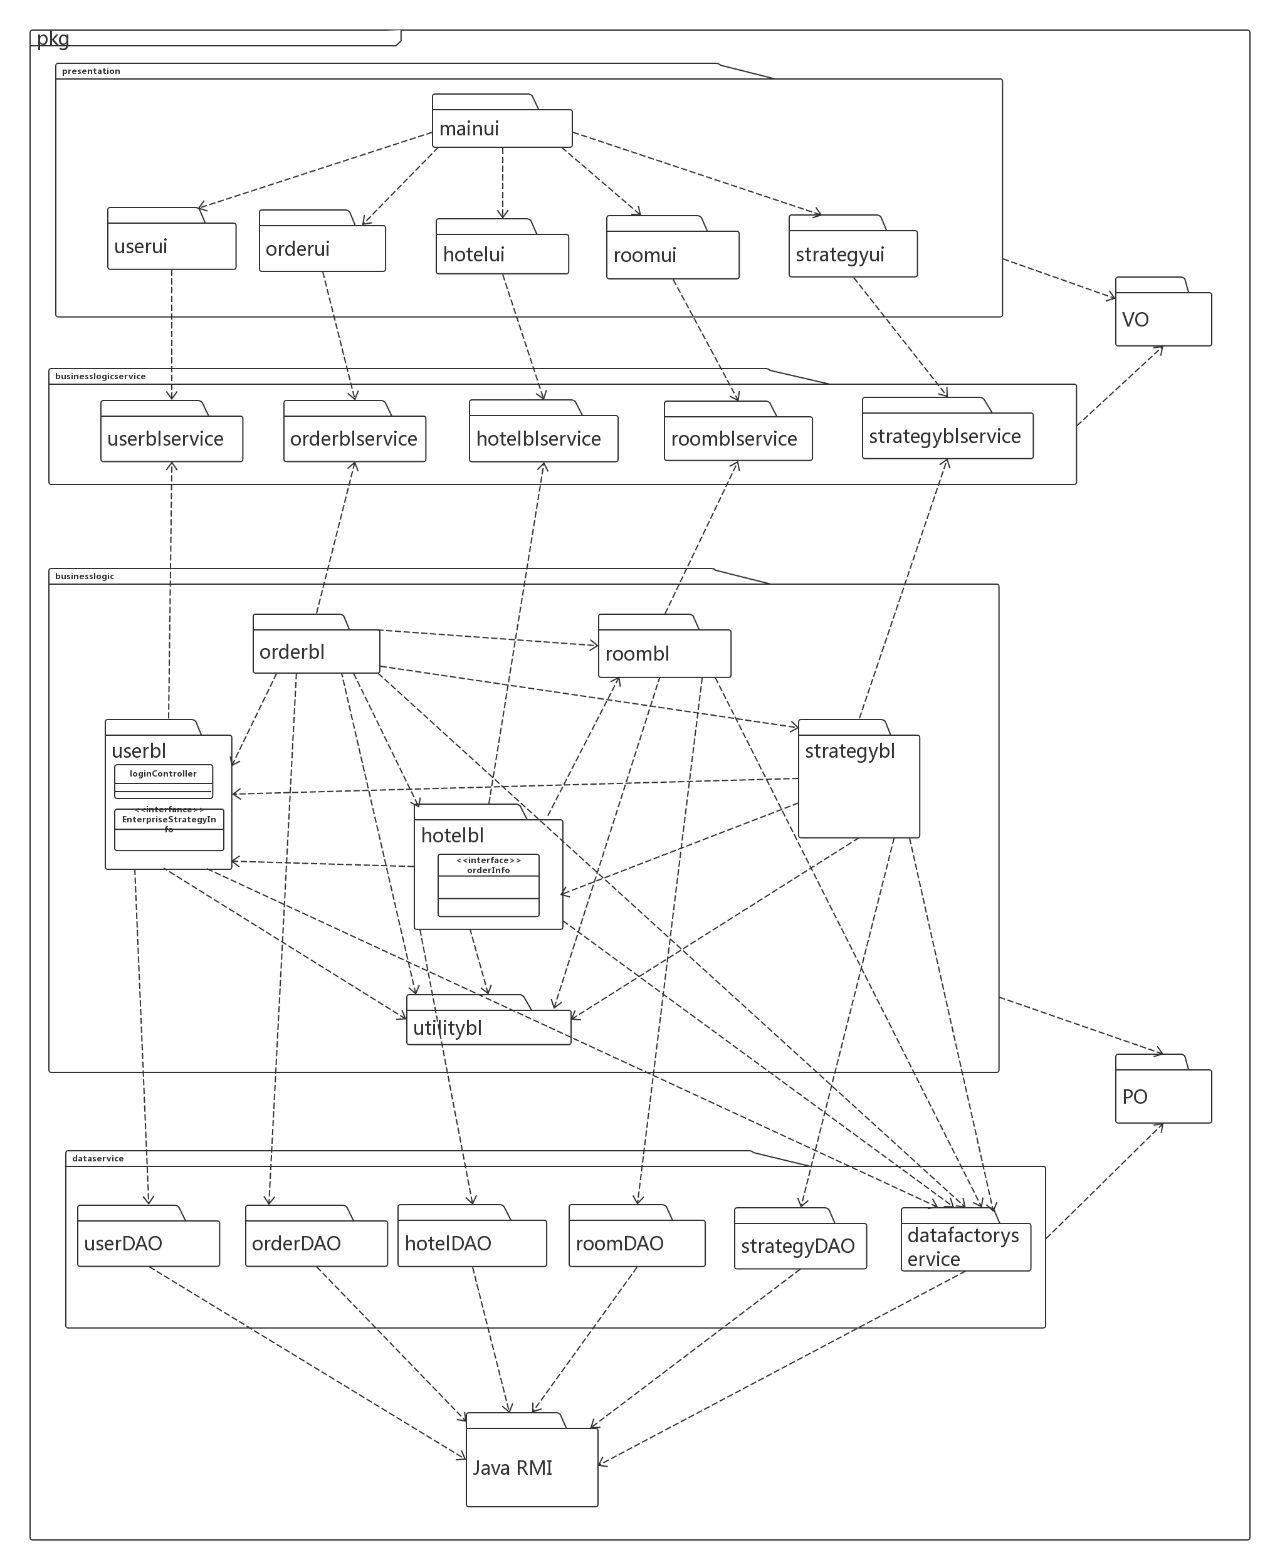 pkg
presentation
mainui
userui
orderui
hotelui
roomui
strategyui
VO
businesslogicservice
userblservice
orderblservice
hotelblservice
roomblservice
strategyblservice
businesslogic
orderbl
roombl
userbl
loginController
<<interfance>>
EnterpriseStrategyIn
fo
strategybl
hotelbl
<<interface>>
orderInfo
utilitybl
PO
dataservice
userDAO
orderDAO
hotelDAO
roomDAO
strategyDAO
datafactorys
ervice
Java RMI